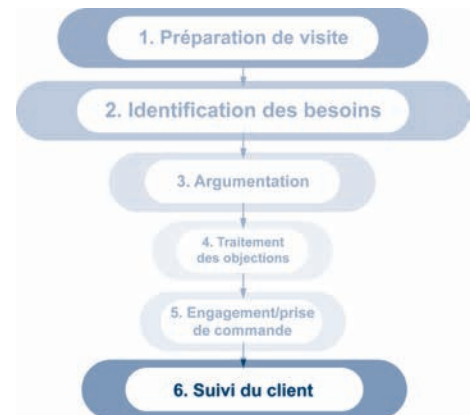 1. Préparation de visite
2. Identification des besoins
3. Argumentation
4. Traitement
des objections
5. Engagement/prise
de commande
6. Suivi du client